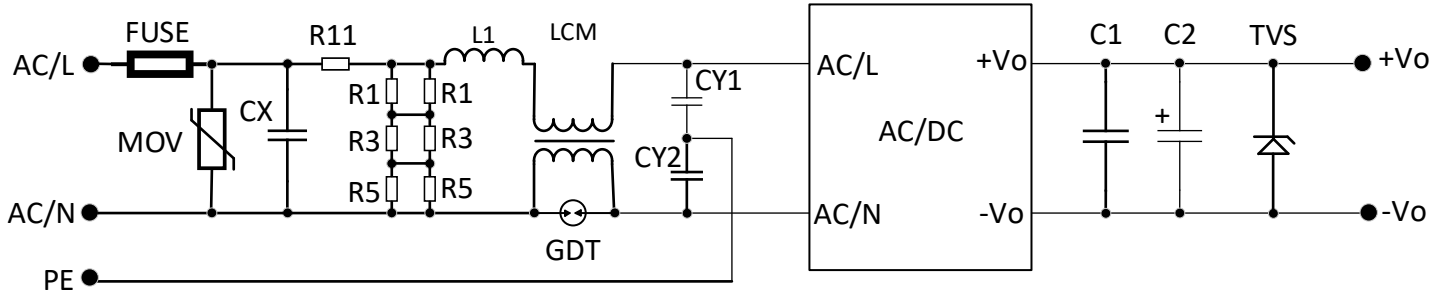 FUSE
R11
L1
LCM
C1
C2
TVS
AC/L
AC/L
+Vo
+Vo
MOV
CX
R1
R1
CY1
AC/DC
+
R3
R3
CY2
R5
R5
AC/N
AC/N
-Vo
-Vo
GDT
PE